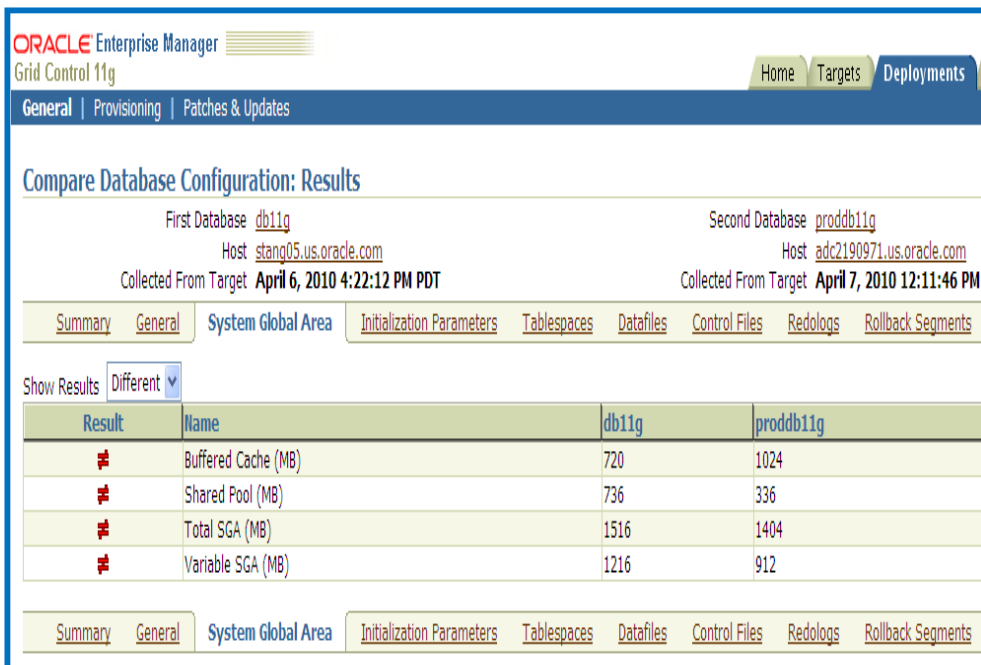 ORACLE Enterprise Manager
Grid Control 11g
Home Targets Deployments
General | Provisioning | Patches & Updates
Compare Database Configuration: Results
First Database db11g Second Database proddb11g
Host stang05.us.oracle.com Host adc2190971.us.oracle.com
Collected From Target April 6, 2010 4:22:12 PM PDT Collected From Target April 7, 2010 12:11:46 PM
Summary General System Global Area Initialization Parameters Tablespaces Datafiles Control Files Redologs Rollback Segments
Show Results Different
Result Name db11g proddb11g
≠ Buffered Cache (MB) 720 1024
≠ Shared Pool (MB) 736 336
≠ Total SGA (MB) 1516 1404
≠ Variable SGA (MB) 1216 912
Summary General System Global Area Initialization Parameters Tablespaces Datafiles Control Files Redologs Rollback Segments